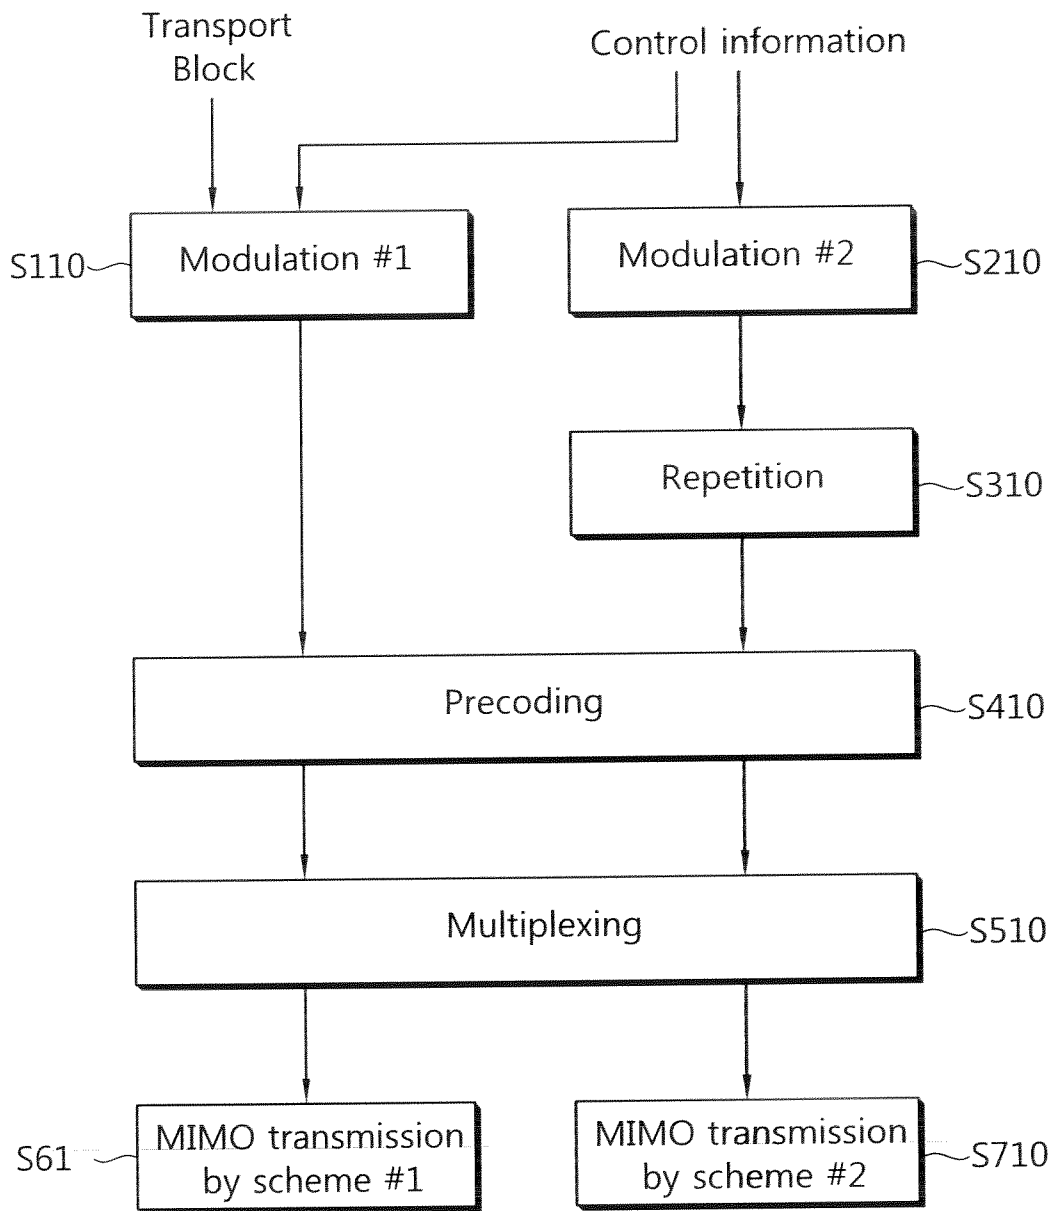 Transport
Block
Control information
S110
Modulation #1
Modulation #2
S210
Repetition
S310
Precoding
S410
Multiplexing
S510
S61
MIMO transmission
by scheme #1
MIMO transmission
by scheme #2
S710